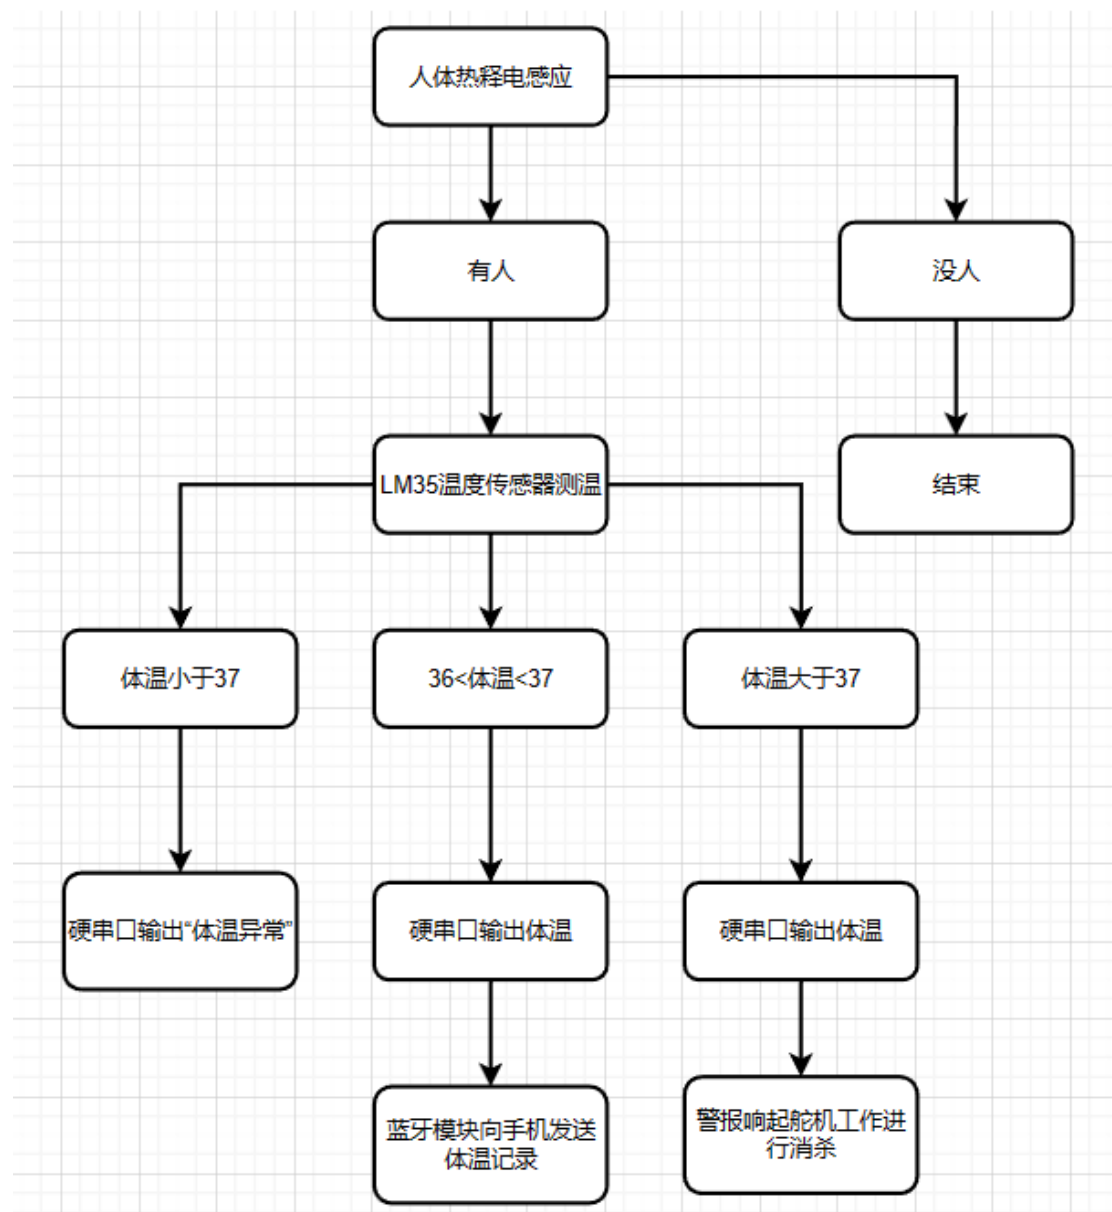 人体热释电感应
有人
没人
LM35温度传感器测温
结束
体温小于37
36<体温<37
体温大于37
硬串口输出“体温异常”
硬串口输出体温
硬串口输出体温
蓝牙模块向手机发送
体温记录
警报响起舵机工作进
行消杀